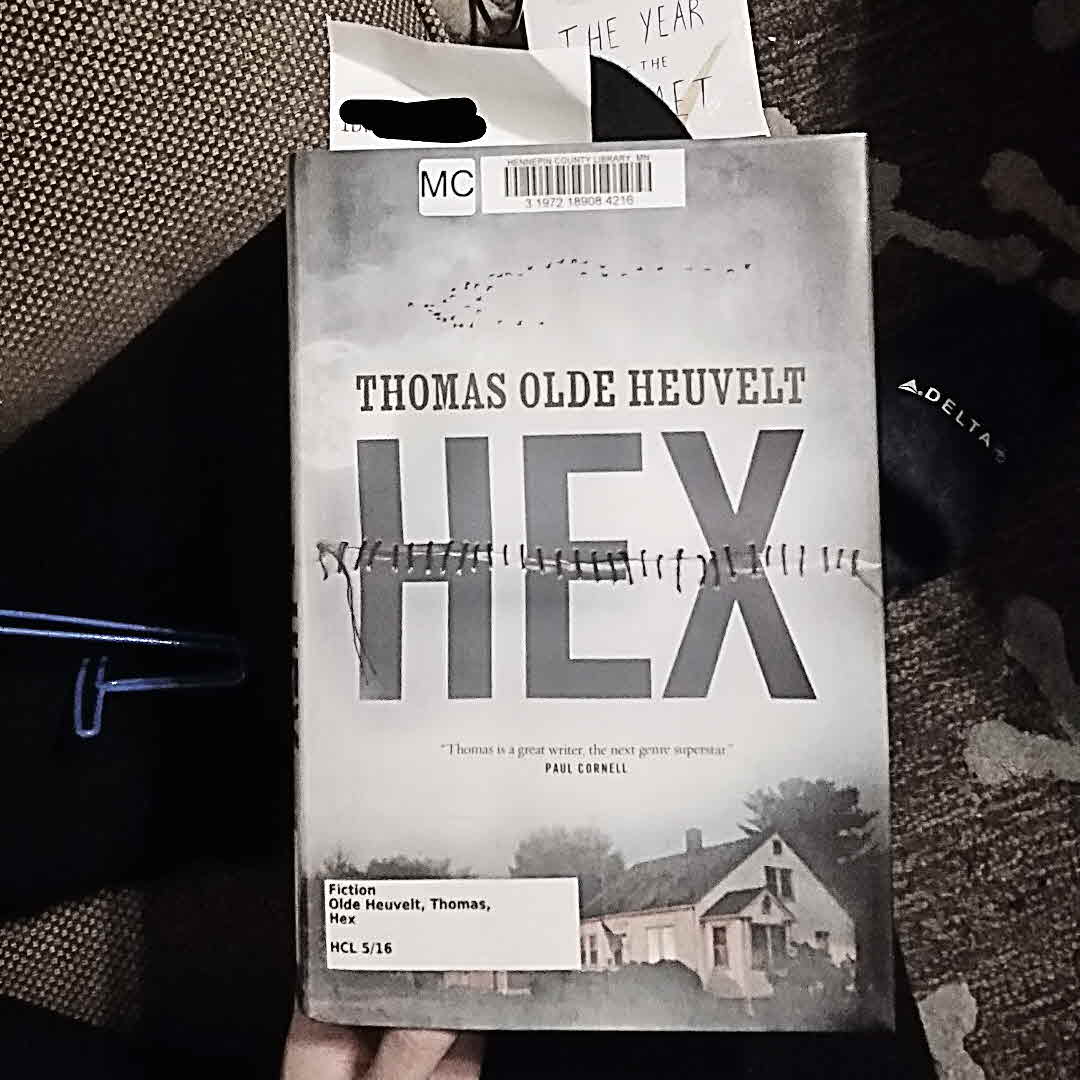 THE YEAR
THE
MC
HENNEPIN COUNTY LIBRARY, MN
3 1972 18908 4216
THOMAS OLDE HEUVELT
DELTA
HEX
"Thomas is a great writer, the next genre superstar."
PAUL CORNELL
Fiction
Olde Heuvelt, Thomas,
Hex
HCL 5/16